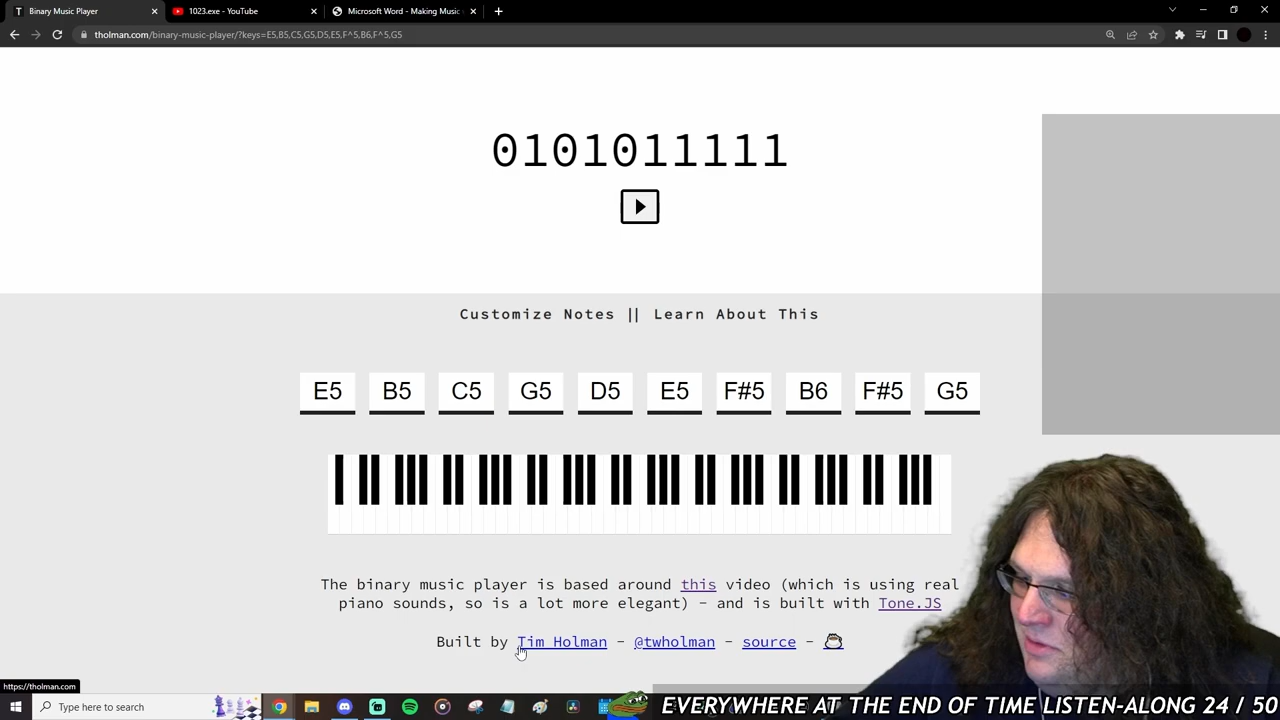 Binary Music Player
1023.exe - YouTube
Microsoft Word - Making Music
tholman.com/binary-music-player/?keys=E5,B5,C5,G5,D5,E5,F^5,B6,F^5,G5
0101011111
Customize Notes || Learn About This
E5 B5 C5 G5 D5 E5 F#5 B6 F#5 G5
The binary music player is based around this video (which is using real
piano sounds, so is a lot more elegant) - and is built with Tone.JS
Built by Tim Holman - @twholman - source -
https://tholman.com
Type here to search
EVERYWHERE AT THE END OF TIME LISTEN-ALONG 24 / 50